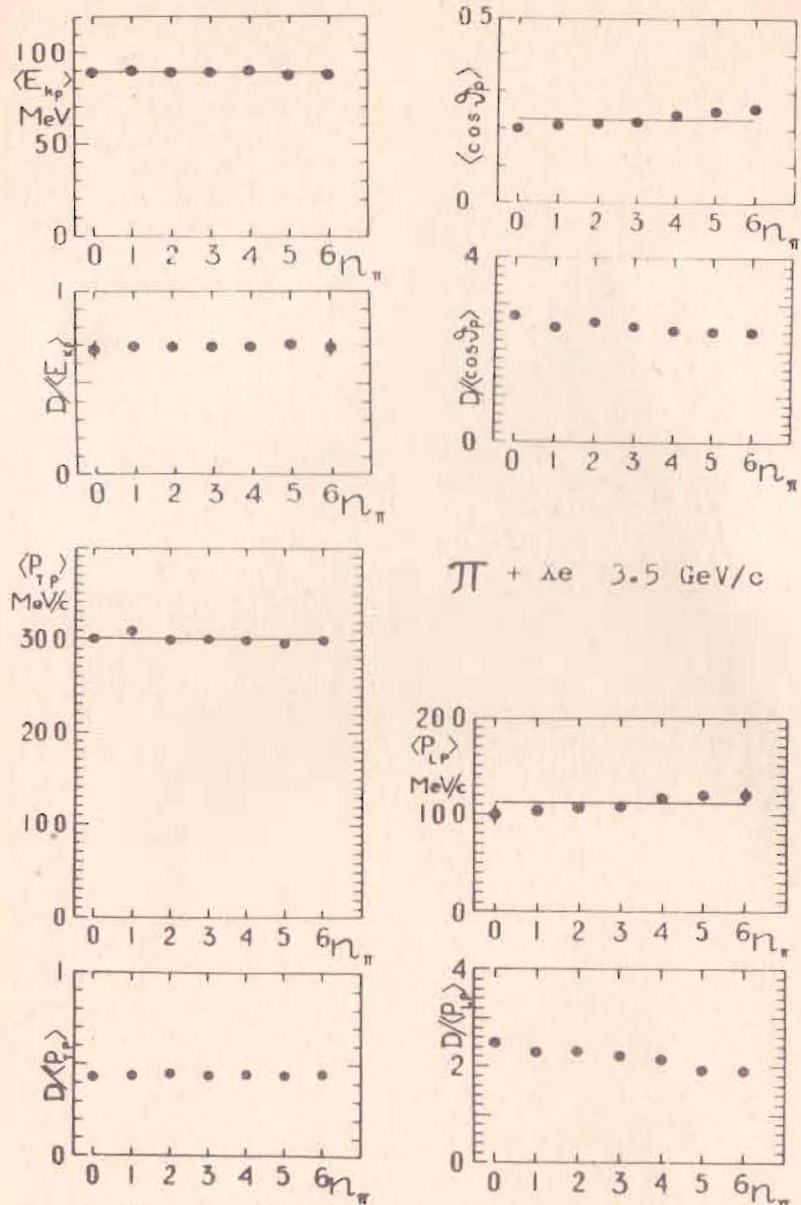 100
⟨E_kp⟩
MeV
50
0
0 1 2 3 4 5 6 n_π
0.5
⟨cos ϑ_p⟩
0
0 1 2 3 4 5 6 n_π
1
D/⟨E_kp⟩
0
0 1 2 3 4 5 6 n_π
4
D/⟨cos ϑ_p⟩
0
0 1 2 3 4 5 6 n_π
⟨P_TP⟩
MeV/c
300
200
100
0
0 1 2 3 4 5 6 n_π
π + λe 3.5 GeV/c
200
⟨P_LP⟩
MeV/c
100
0
0 1 2 3 4 5 6 n_π
1
D/⟨P_TP⟩
0
0 1 2 3 4 5 6 n_π
4
D/⟨P_LP⟩
2
0
0 1 2 3 4 5 6 n_π